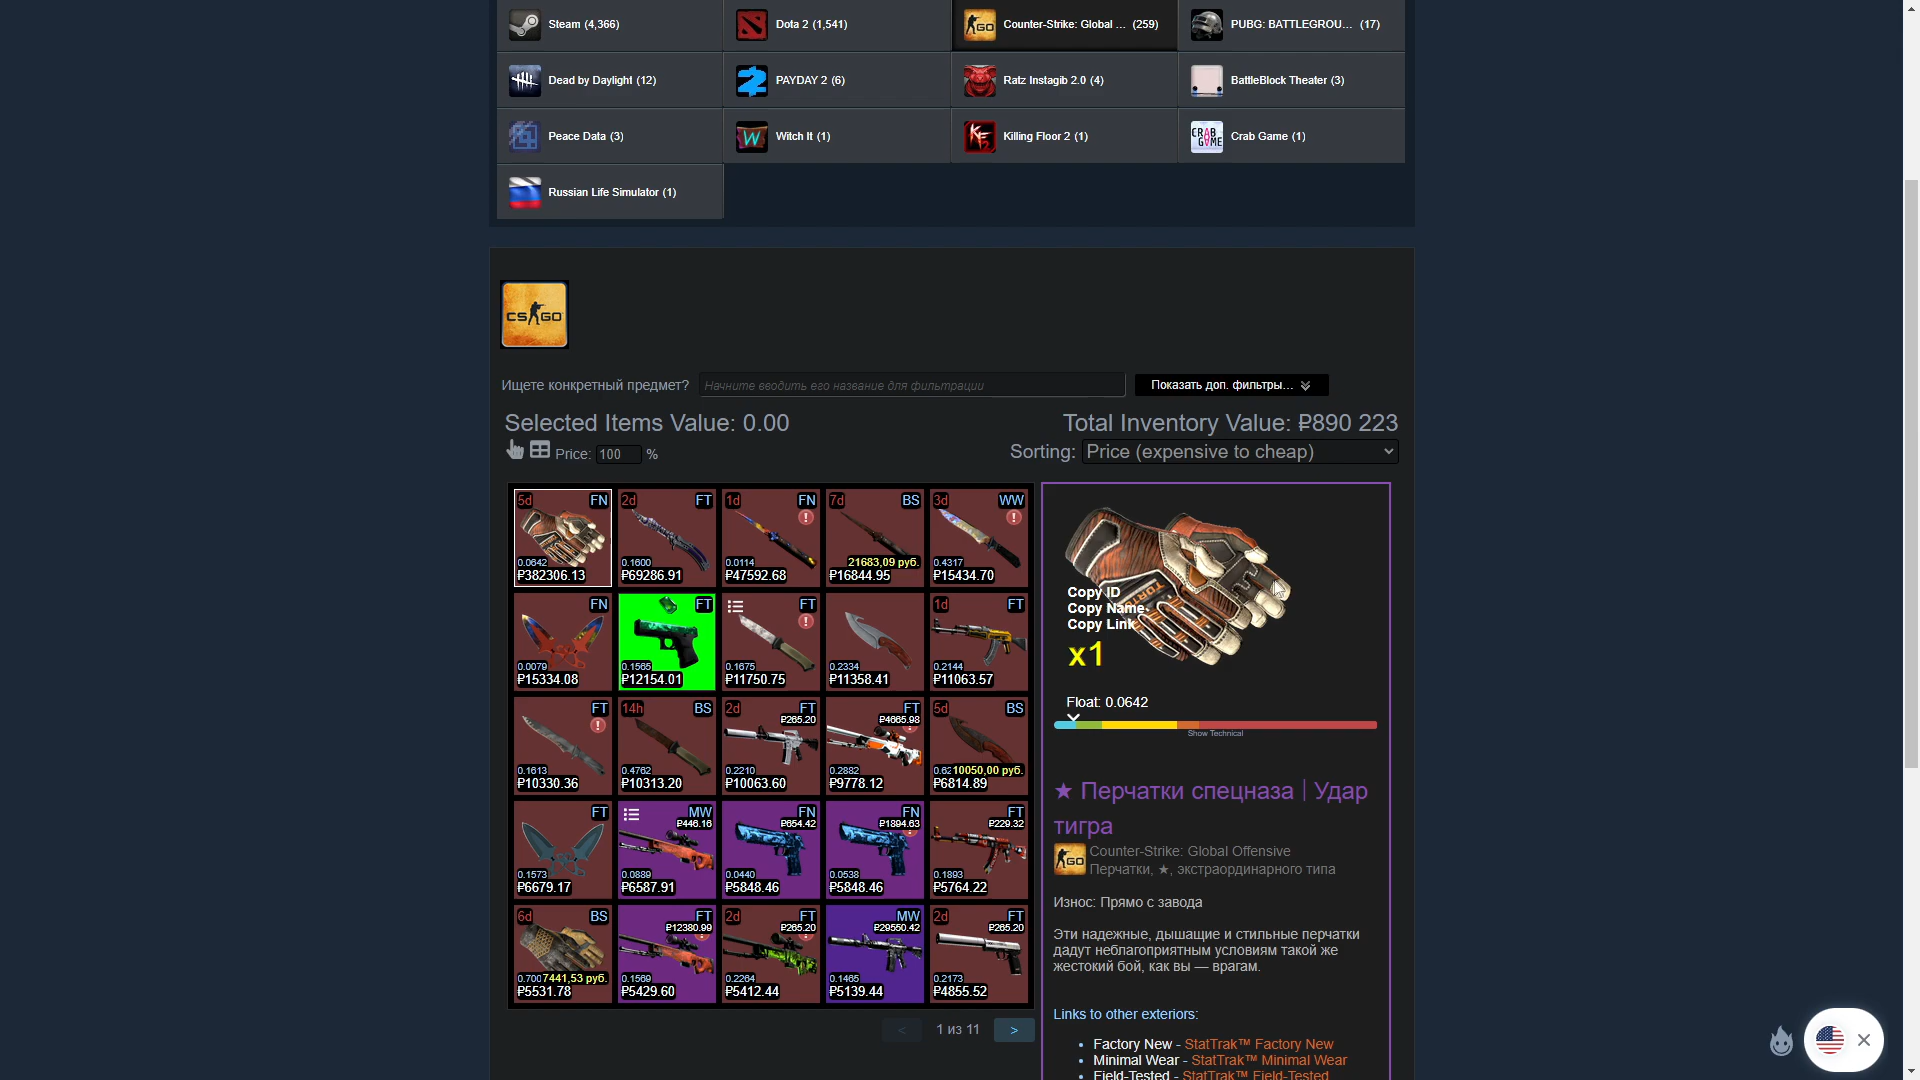 Steam (4,366)
Dota 2 (1,541)
Counter-Strike: Global ... (259)
PUBG: BATTLEGROU... (17)
Dead by Daylight (12)
PAYDAY 2 (6)
Ratz Instagib 2.0 (4)
BattleBlock Theater (3)
Peace Data (3)
Witch It (1)
Killing Floor 2 (1)
Crab Game (1)
Russian Life Simulator (1)
CS GO
Ищете конкретный предмет?
Начните вводить его название для фильтрации
Показать доп. фильтры...
Selected Items Value: 0.00
Total Inventory Value: ₽890 223
Price: 100 %
Sorting: Price (expensive to cheap)
5d FN
0.0642
₽382306.13
2d FT
0.1600
₽69286.91
1d FN
0.0114
₽47592.68
7d BS
21683,09 руб.
₽16844.95
3d WW
0.4317
₽15434.70
FN
0.0079
₽15334.08
FT
0.1565
₽12154.01
FT
0.1675
₽11750.75
0.2334
₽11358.41
1d FT
0.2144
₽11063.57
FT
0.1613
₽10330.36
14h BS
0.4762
₽10313.20
2d FT
₽265.20
0.2210
₽10063.60
FT
₽4665.98
0.2882
₽9778.12
5d BS
0.62 10050,00 руб.
₽6814.89
FT
0.1573
₽6679.17
MW
₽446.16
0.0889
₽6587.91
FN
₽654.42
0.0440
₽5848.46
FN
₽1894.63
0.0538
₽5848.46
FT
₽229.32
0.1893
₽5764.22
6d BS
0.700 7441,53 руб.
₽5531.78
FT
₽12380.99
0.1569
₽5429.60
2d FT
₽265.20
0.2264
₽5412.44
MW
₽29550.42
0.1465
₽5139.44
2d FT
₽265.20
0.2173
₽4855.52
< 1 из 11 >
Copy ID
Copy Name
Copy Link
x1
Float: 0.0642
Show Technical
★ Перчатки спецназа | Удар
тигра
Counter-Strike: Global Offensive
Перчатки, ★, экстраординарного типа
Износ: Прямо с завода
Эти надежные, дышащие и стильные перчатки
дадут неблагоприятным условиям такой же
жестокий бой, как вы — врагам.
Links to other exteriors:
Factory New - StatTrak™ Factory New
Minimal Wear - StatTrak™ Minimal Wear
Field-Tested - StatTrak™ Field-Tested